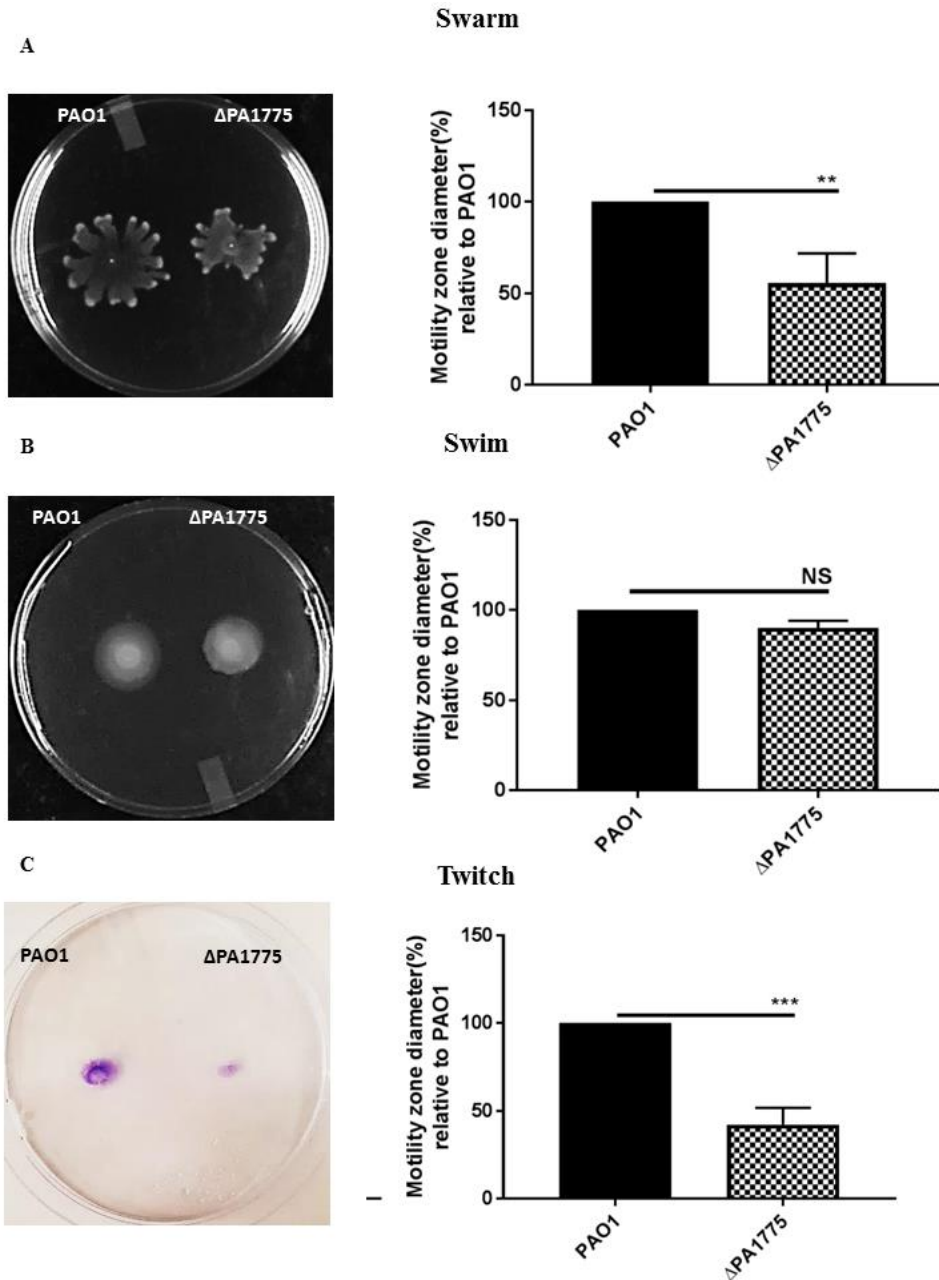 Swarm
A
PAO1 ΔPA1775
Motility zone diameter(%)
relative to PAO1
150
100
50
0
**
PAO1
ΔPA1775
B
Swim
PAO1 ΔPA1775
Motility zone diameter(%)
relative to PAO1
150
100
50
0
NS
PAO1
ΔPA1775
C
Twitch
PAO1 ΔPA1775
Motility zone diameter(%)
relative to PAO1
150
100
50
0
***
PAO1
ΔPA1775